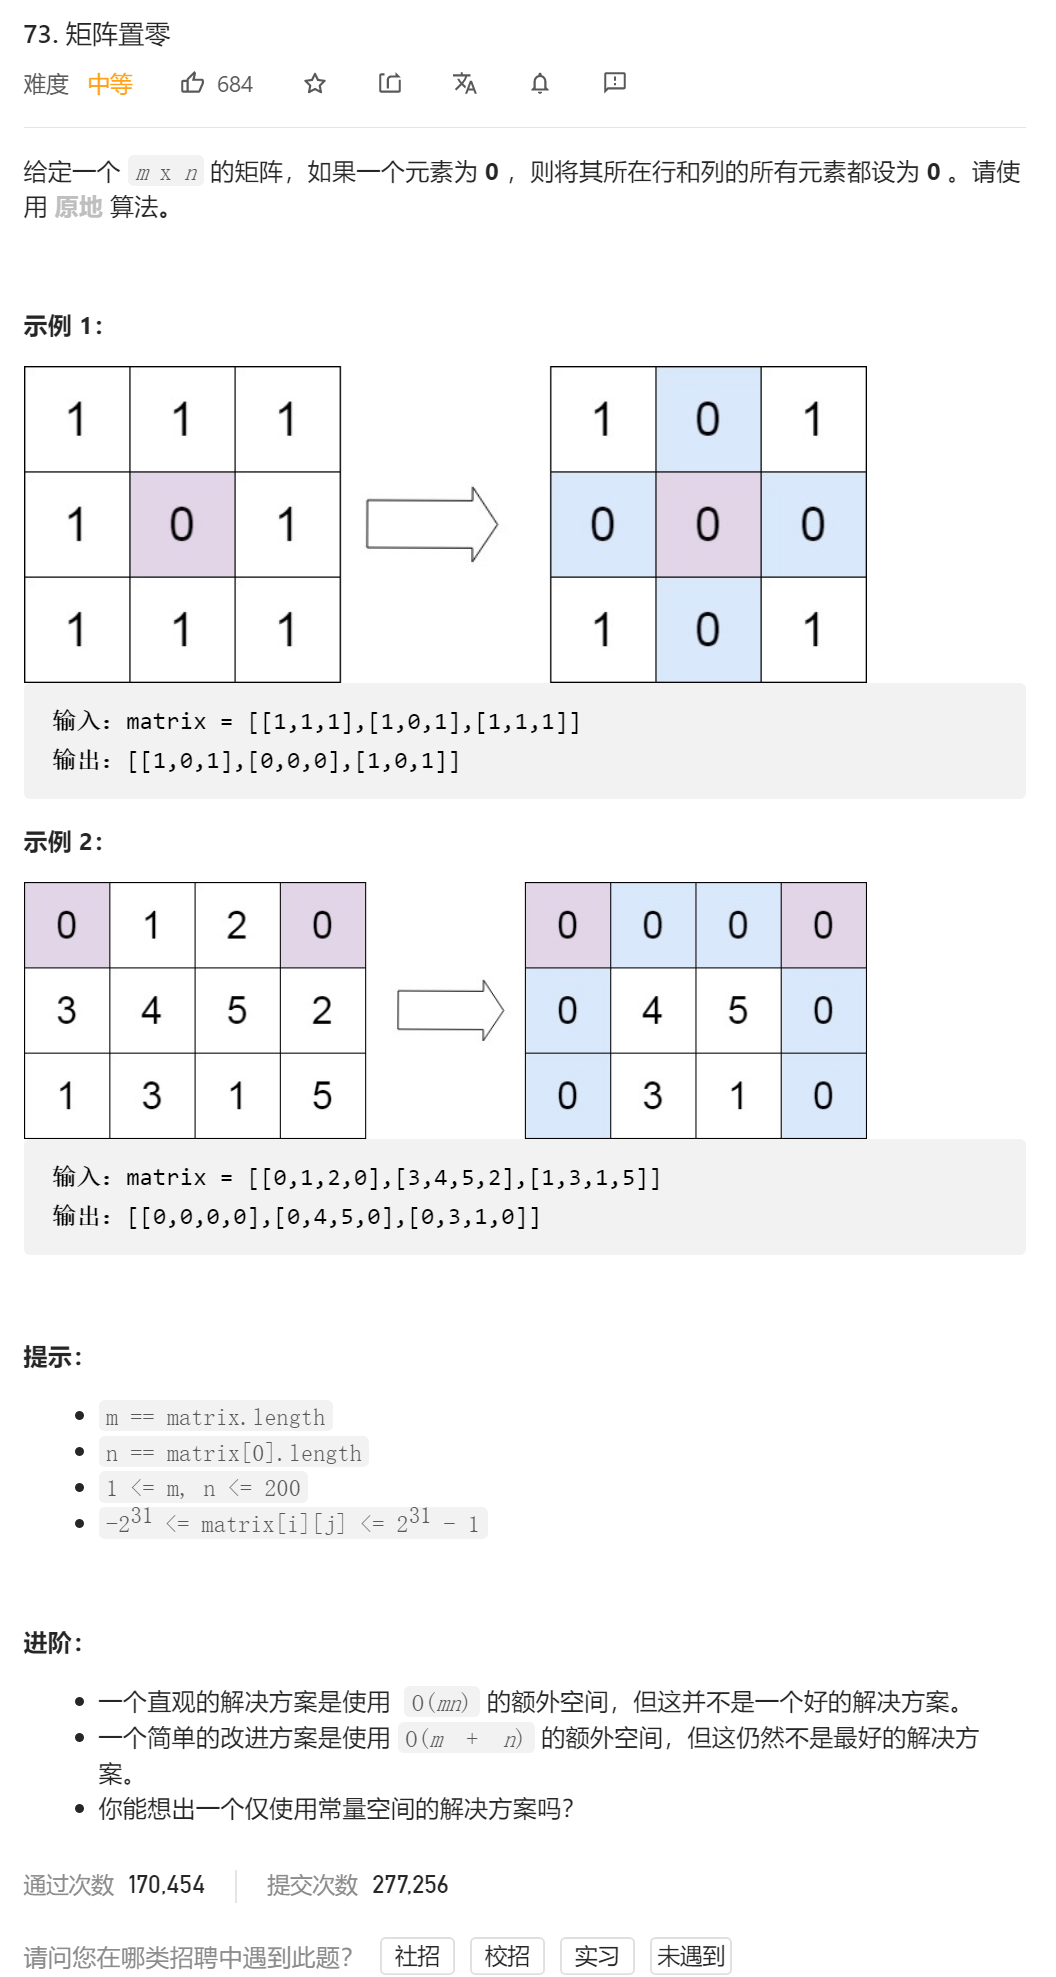 73. 矩阵置零
难度 中等 684
给定一个 m x n 的矩阵，如果一个元素为 0 ，则将其所在行和列的所有元素都设为 0 。请使
用 原地 算法。
示例 1：
1 1 1 1 0 1
1 0 1 0 0 0
1 1 1 1 0 1
输入：matrix = [[1,1,1],[1,0,1],[1,1,1]]
输出：[[1,0,1],[0,0,0],[1,0,1]]
示例 2：
0 1 2 0 0 0 0 0
3 4 5 2 0 4 5 0
1 3 1 5 0 3 1 0
输入：matrix = [[0,1,2,0],[3,4,5,2],[1,3,1,5]]
输出：[[0,0,0,0],[0,4,5,0],[0,3,1,0]]
提示：
m == matrix.length
n == matrix[0].length
1 <= m, n <= 200
-2^31 <= matrix[i][j] <= 2^31 - 1
进阶：
一个直观的解决方案是使用 O(mn) 的额外空间，但这并不是一个好的解决方案。
一个简单的改进方案是使用 O(m + n) 的额外空间，但这仍然不是最好的解决方
案。
你能想出一个仅使用常量空间的解决方案吗？
通过次数 170,454 提交次数 277,256
请问您在哪类招聘中遇到此题？ 社招 校招 实习 未遇到